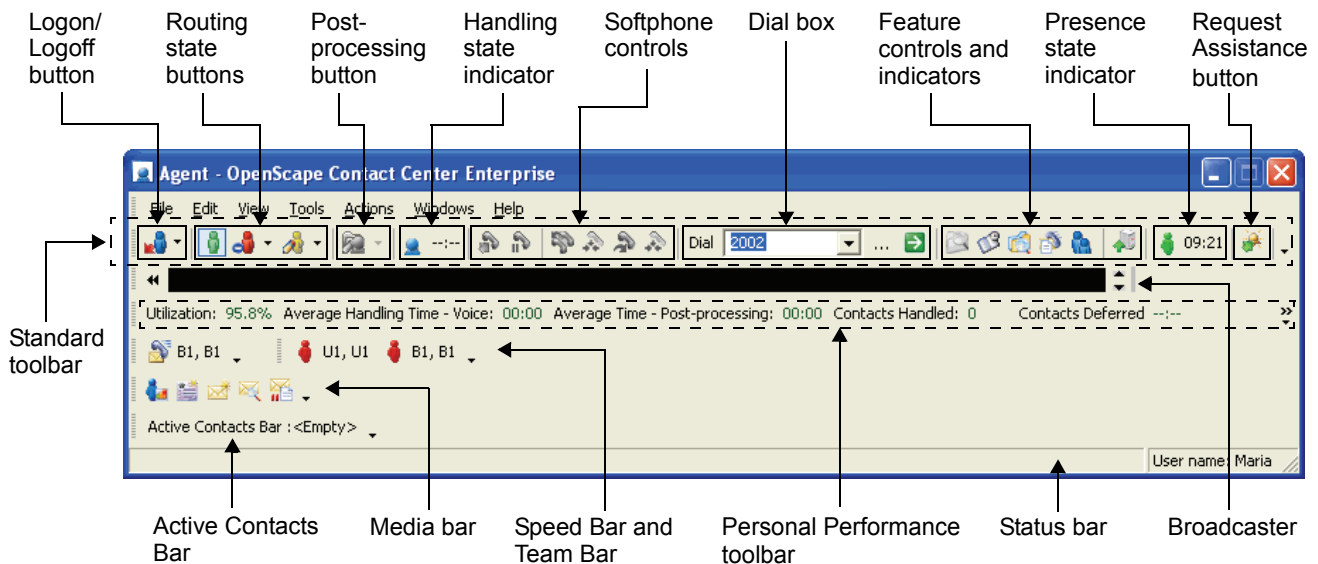 Logon/
Logoff
button
Routing
state
buttons
Post-
processing
button
Handling
state
indicator
Softphone
controls
Dial box
Feature
controls and
indicators
Presence
state
indicator
Request
Assistance
button
Agent - OpenScape Contact Center Enterprise
File Edit View Tools Actions Windows Help
--:-- Dial 2002 ... 09:21
Standard
toolbar
Utilization: 95.8% Average Handling Time - Voice: 00:00 Average Time - Post-processing: 00:00 Contacts Handled: 0 Contacts Deferred --:--
B1, B1 U1, U1 B1, B1
Active Contacts Bar :<Empty>
User name: Maria
Active Contacts
Bar
Media bar
Speed Bar and
Team Bar
Personal Performance
toolbar
Status bar
Broadcaster